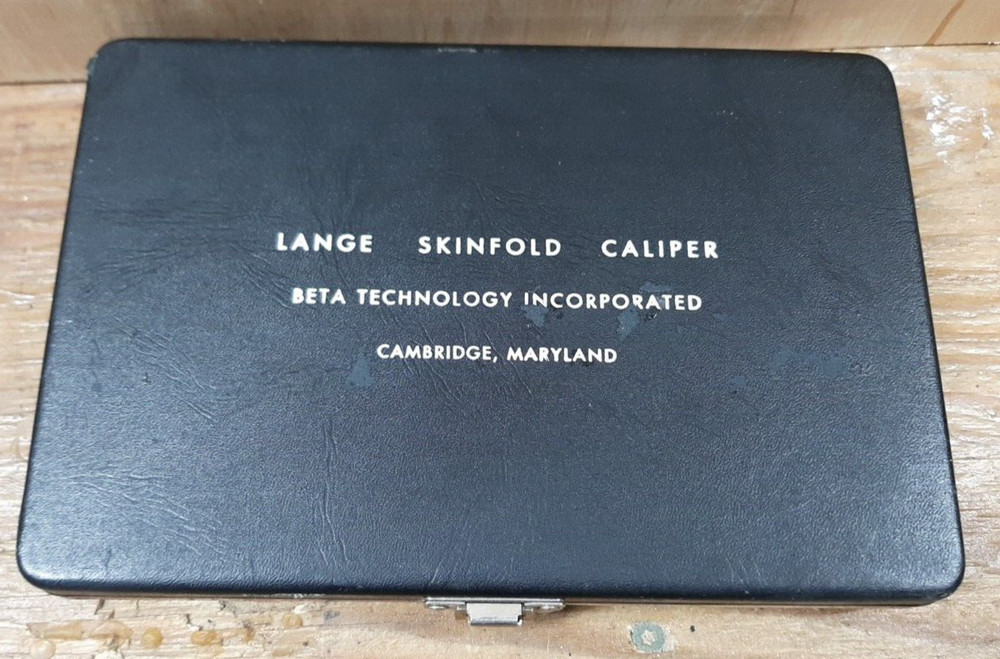 LANGE SKINFOLD CALIPER
BETA TECHNOLOGY INCORPORATED
CAMBRIDGE, MARYLAND